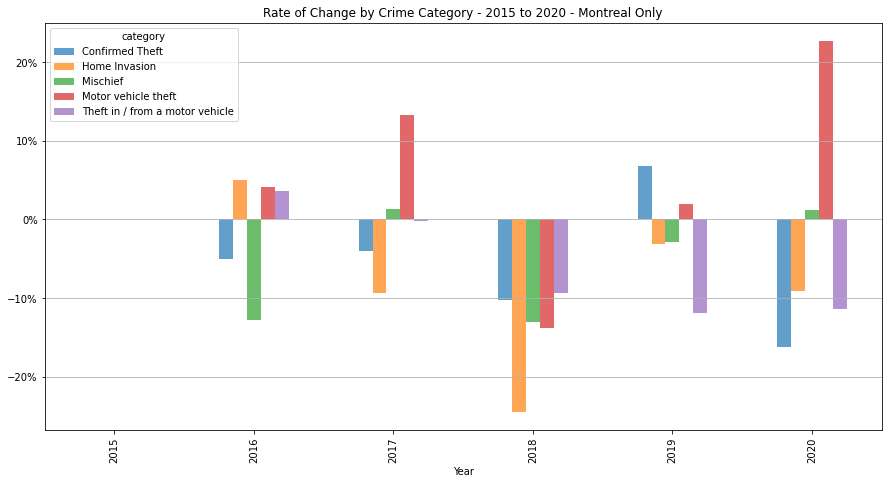 Rate of Change by Crime Category - 2015 to 2020 - Montreal Only
category
Confirmed Theft
Home Invasion
Mischief
Motor vehicle theft
Theft in / from a motor vehicle
20%
10%
0%
−10%
−20%
2015
2016
2017
2018
2019
2020
Year